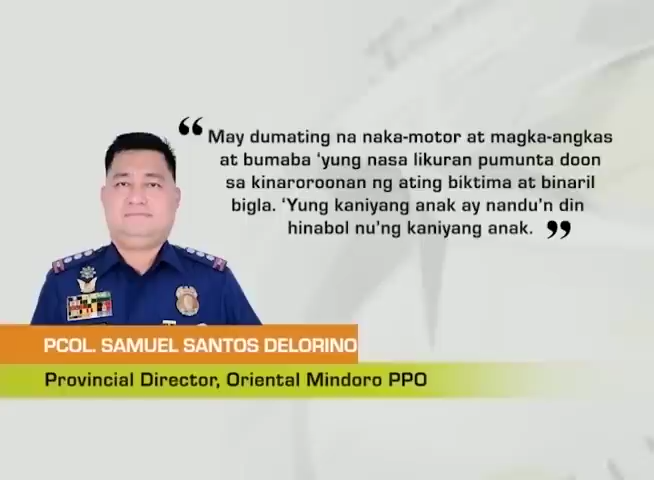 “ May dumating na naka-motor at magka-angkas
at bumaba ‘yung nasa likuran pumunta doon
sa kinaroroonan ng ating biktima at binaril
bigla. ‘Yung kaniyang anak ay nandu’n din
hinabol nu’ng kaniyang anak. ”
PCOL. SAMUEL SANTOS DELORINO
Provincial Director, Oriental Mindoro PPO